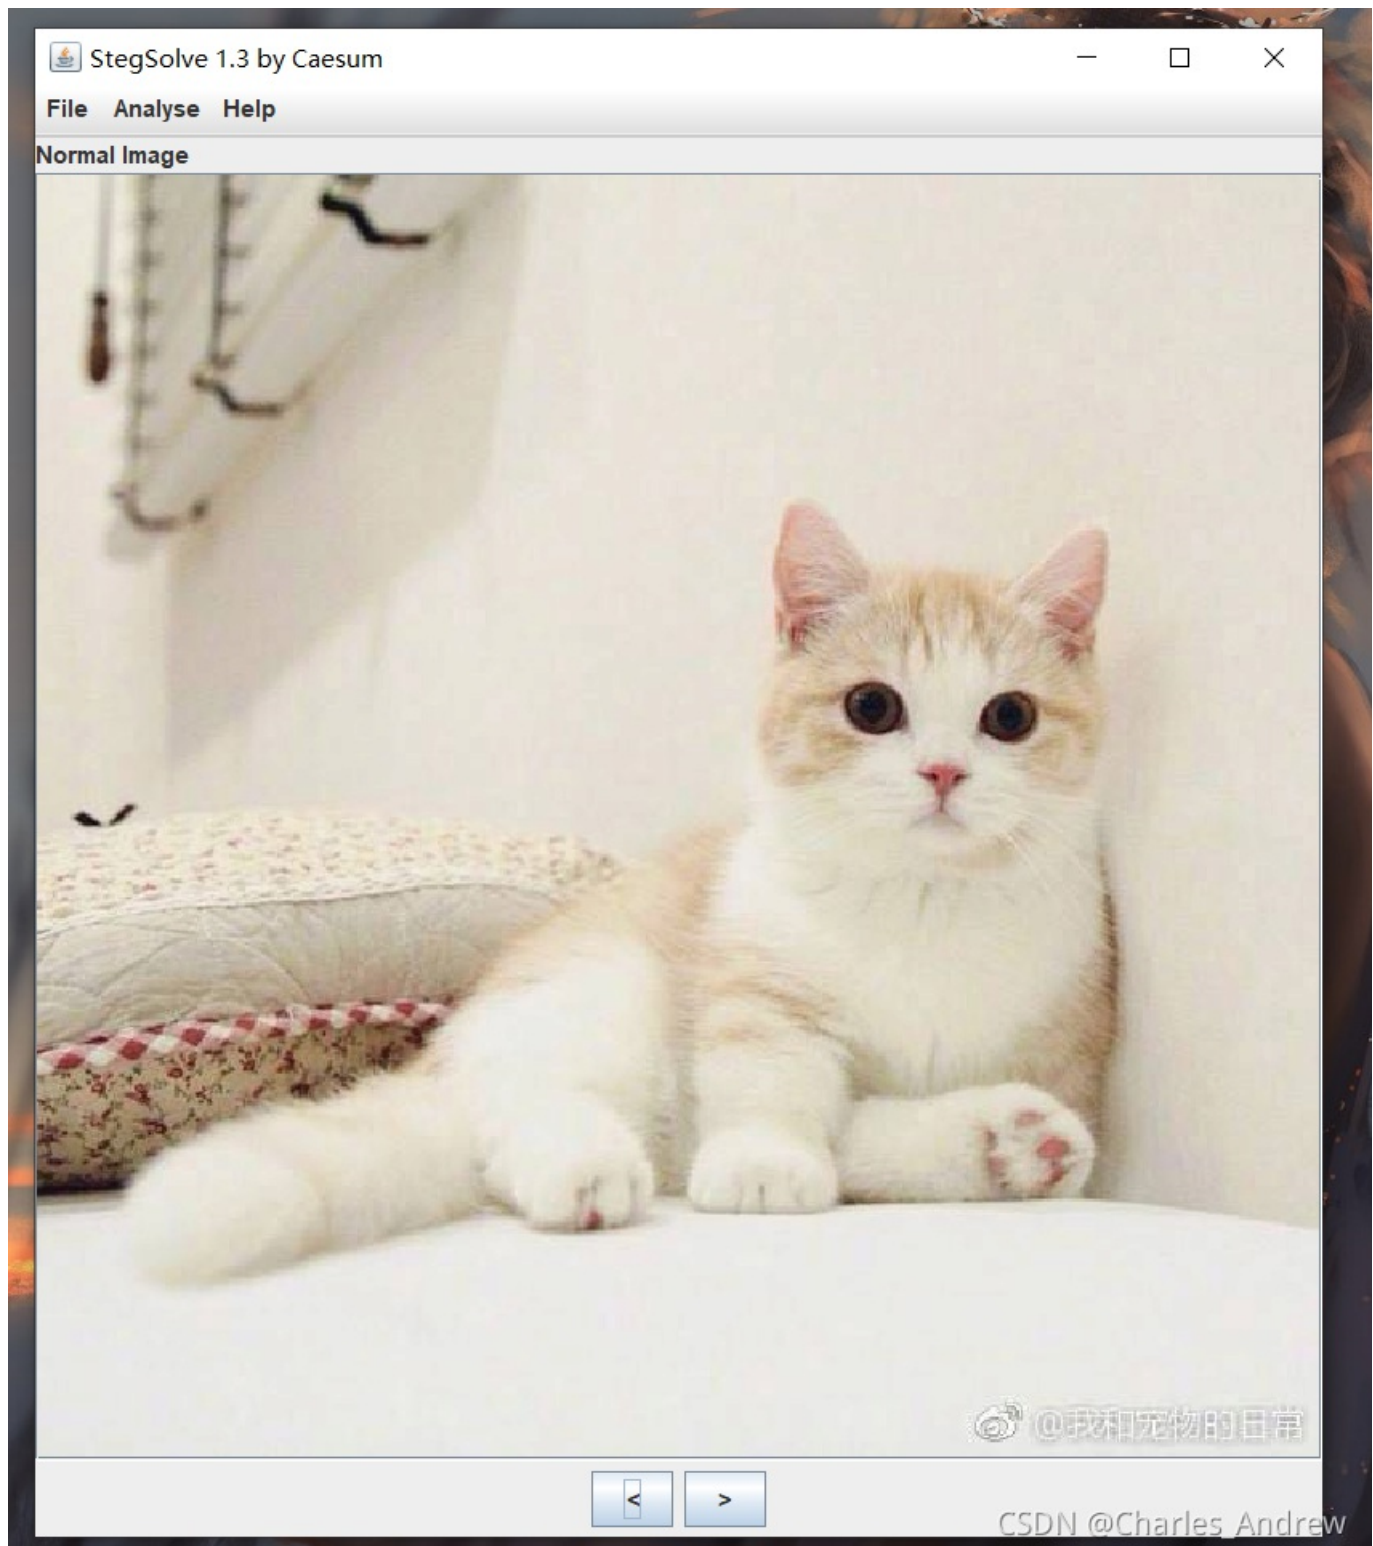 StegSolve 1.3 by Caesum
File Analyse Help
Normal Image
@我和宠物的日常
< >
CSDN @Charles_Andrew